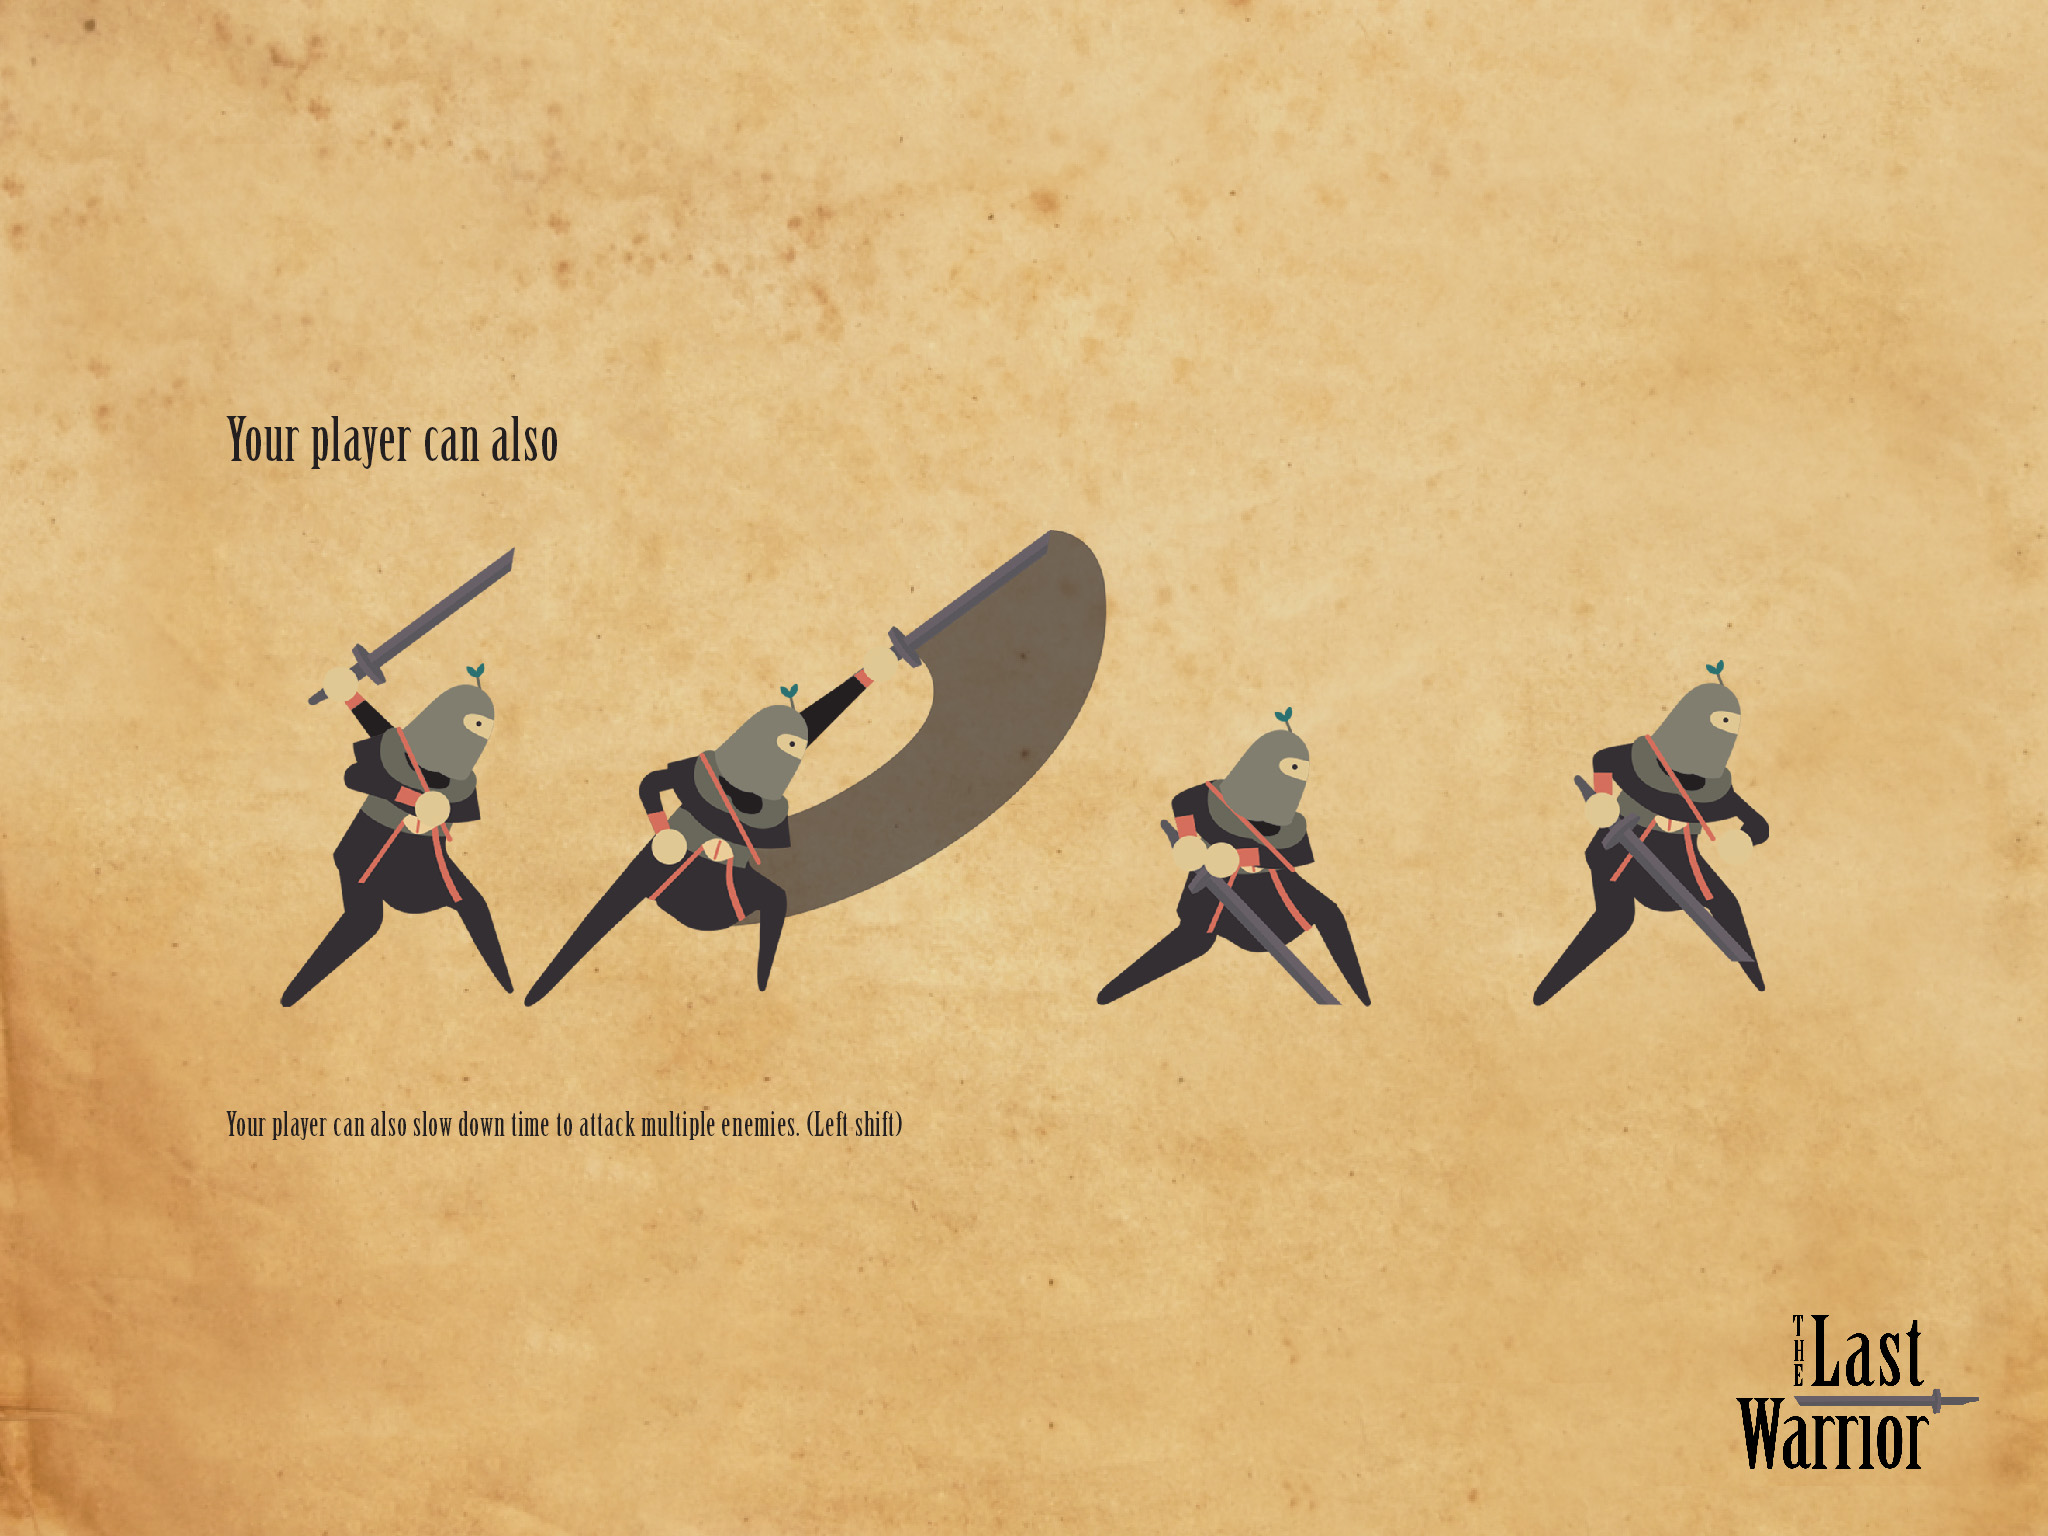 Your player can also
Your player can also slow down time to attack multiple enemies. (Left shift)
THE Last
Warrior